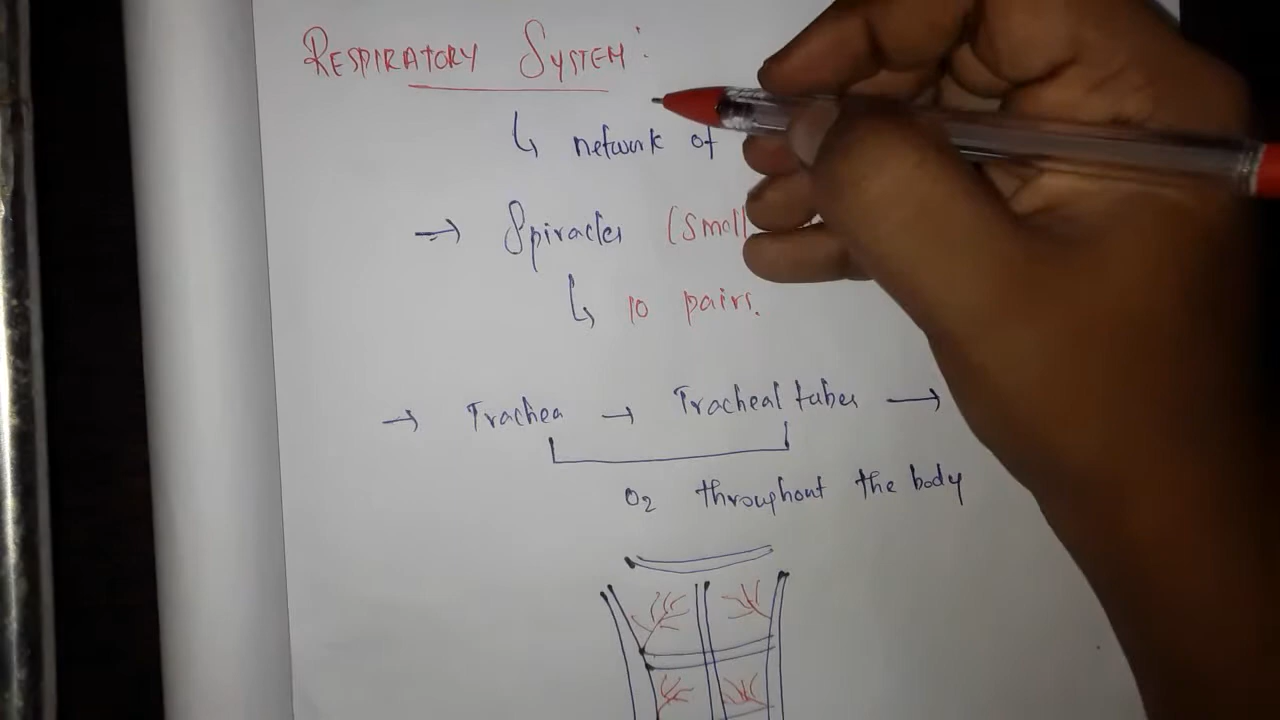 RESPIRATORY SYSTEM:
↳ network of
→ Spiracles (Small
↳ 10 pairs.
→ Trachea → Tracheal tubes →
O2 throughout the body